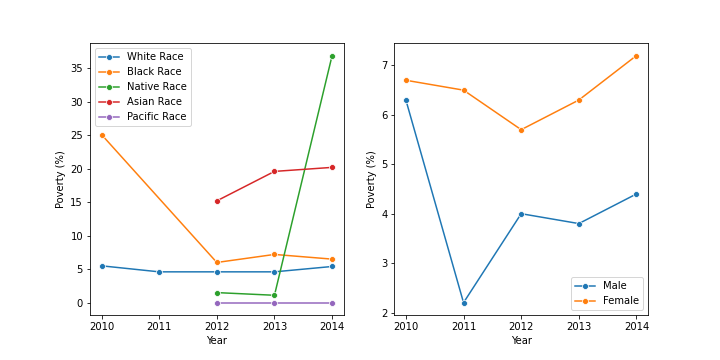 White Race
Black Race
Native Race
Asian Race
Pacific Race
35
30
25
20
15
10
5
0
Poverty (%)
2010 2011 2012 2013 2014
Year
7
6
5
4
3
2
Poverty (%)
Male
Female
2010 2011 2012 2013 2014
Year